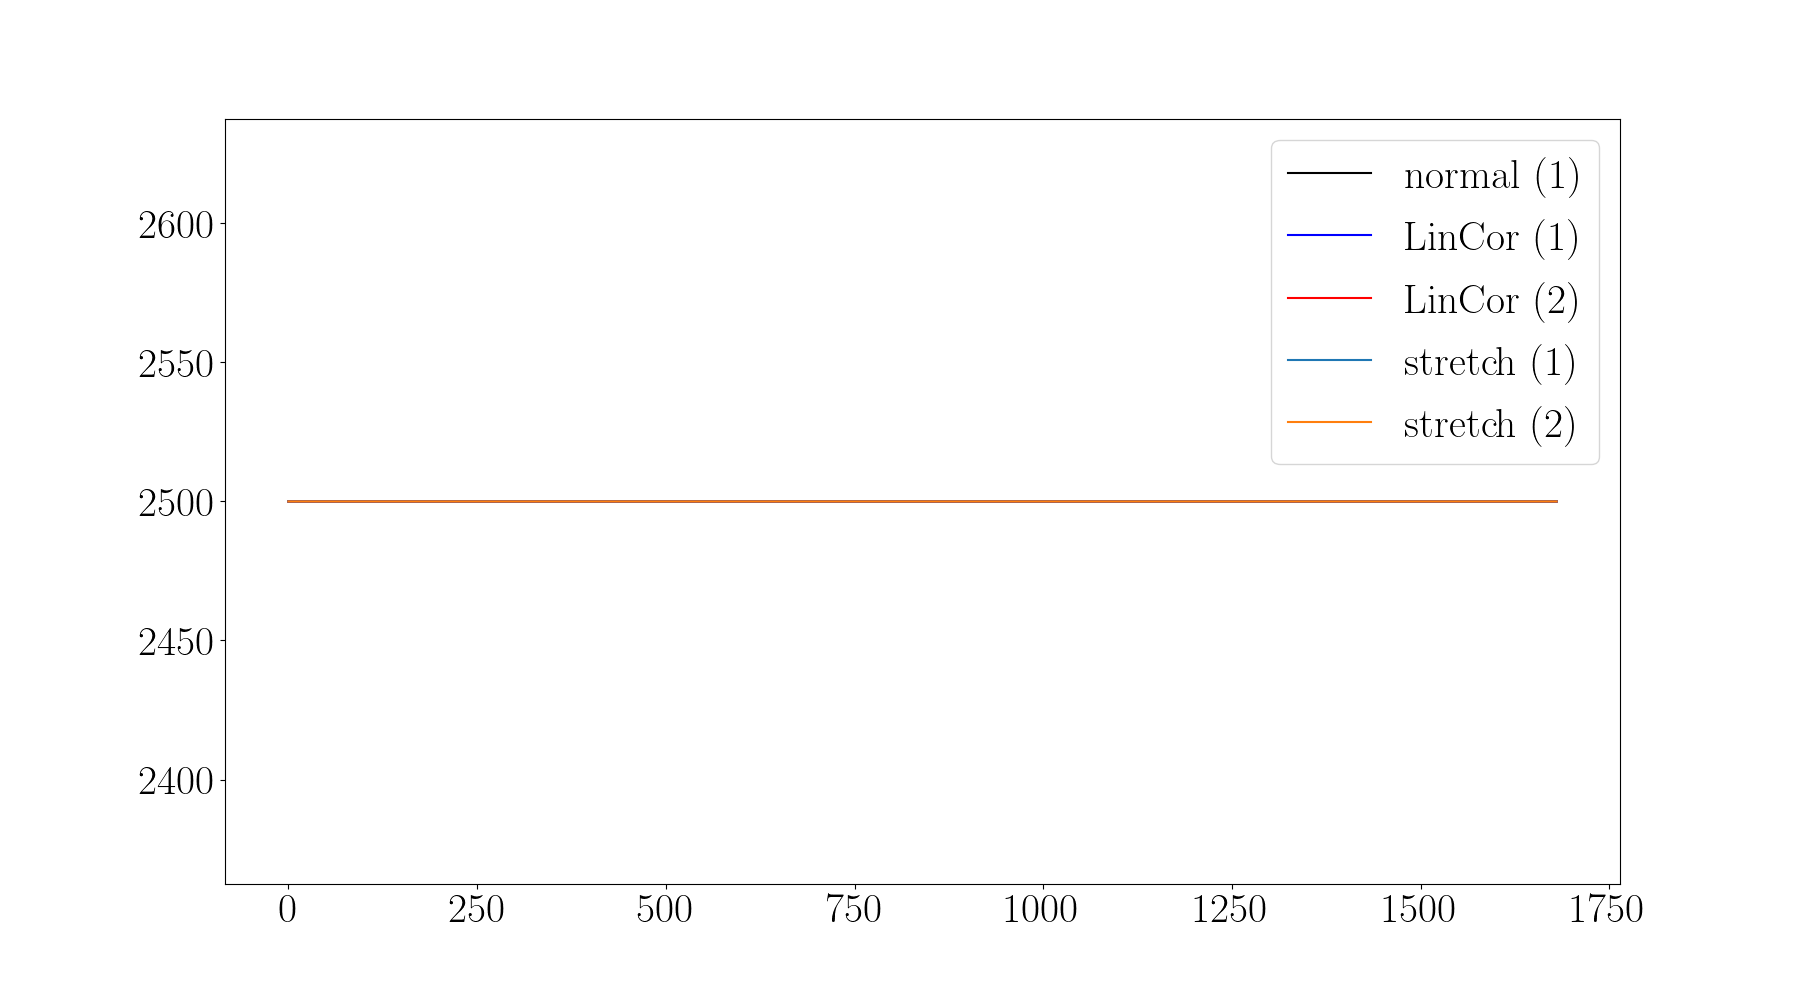 normal (1)
LinCor (1)
LinCor (2)
stretch (1)
stretch (2)
2600
2550
2500
2450
2400
0 250 500 750 1000 1250 1500 1750